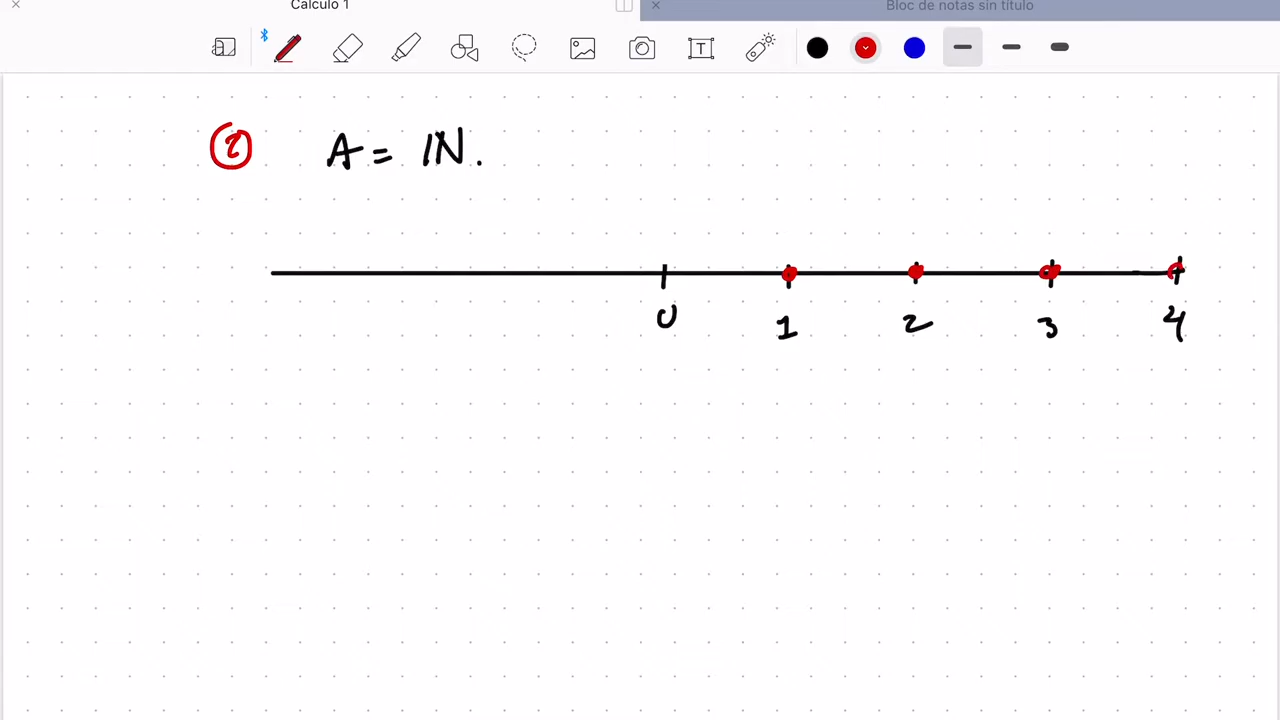 Calculo 1
Bloc de notas sin título
② A = IN.
0 1 2 3 4